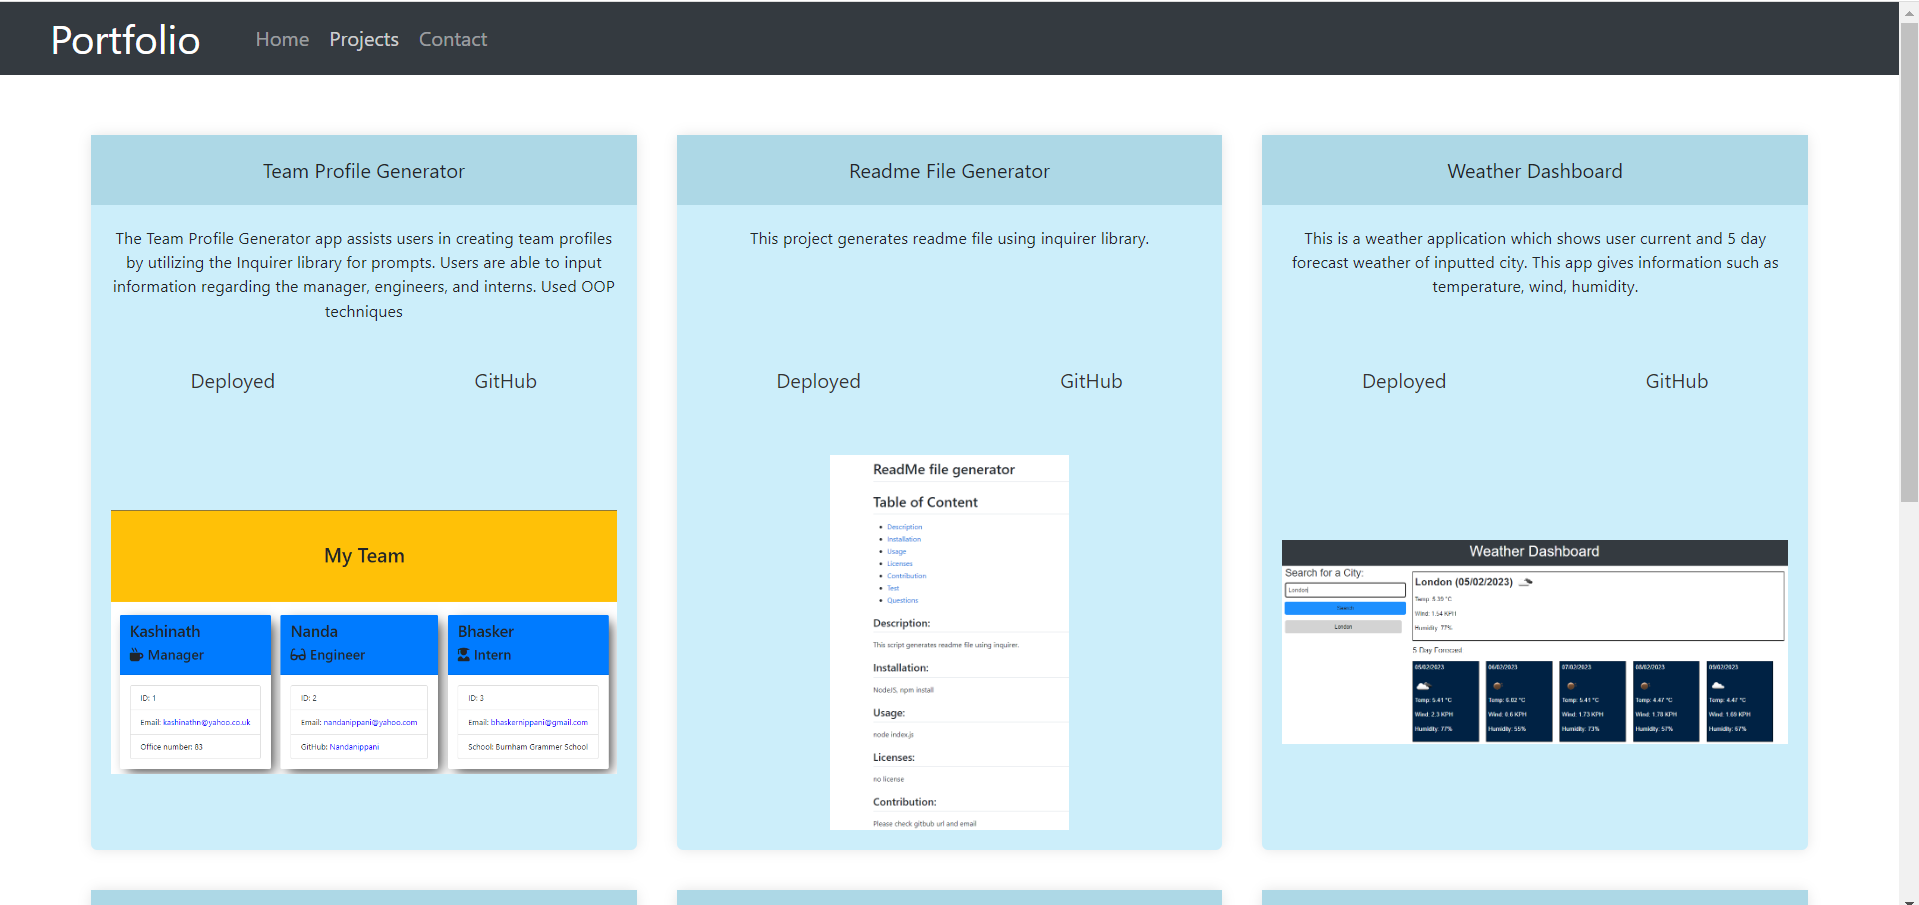 Portfolio Home Projects Contact
Team Profile Generator
The Team Profile Generator app assists users in creating team profiles
by utilizing the Inquirer library for prompts. Users are able to input
information regarding the manager, engineers, and interns. Used OOP
techniques
Deployed GitHub
My Team
Kashinath
Manager
ID: 1
Email: kashinathn@yahoo.co.uk
Office number: 83
Nanda
Engineer
ID: 2
Email: nandanippani@yahoo.com
GitHub: Nandanippani
Bhasker
Intern
ID: 3
Email: bhaskernippani@gmail.com
School: Burnham Grammer School
Readme File Generator
This project generates readme file using inquirer library.
Deployed GitHub
ReadMe file generator
Table of Content
Description
Installation
Usage
Licenses
Contribution
Test
Questions
Description:
This script generates readme file using inquirer.
Installation:
NodeJS, npm install
Usage:
node index.js
Licenses:
no license
Contribution:
Please check gitbub url and email
Weather Dashboard
This is a weather application which shows user current and 5 day
forecast weather of inputted city. This app gives information such as
temperature, wind, humidity.
Deployed GitHub
Weather Dashboard
Search for a City:
London
Search
London
London (05/02/2023)
Temp: 5.39 °C
Wind: 1.54 KPH
Humidity: 77%
5 Day Forecast
05/02/2023
Temp: 5.41 °C
Wind: 2.3 KPH
Humidity: 77%
06/02/2023
Temp: 6.02 °C
Wind: 0.6 KPH
Humidity: 55%
07/02/2023
Temp: 5.41 °C
Wind: 1.73 KPH
Humidity: 73%
08/02/2023
Temp: 4.47 °C
Wind: 1.78 KPH
Humidity: 57%
09/02/2023
Temp: 4.47 °C
Wind: 1.69 KPH
Humidity: 67%